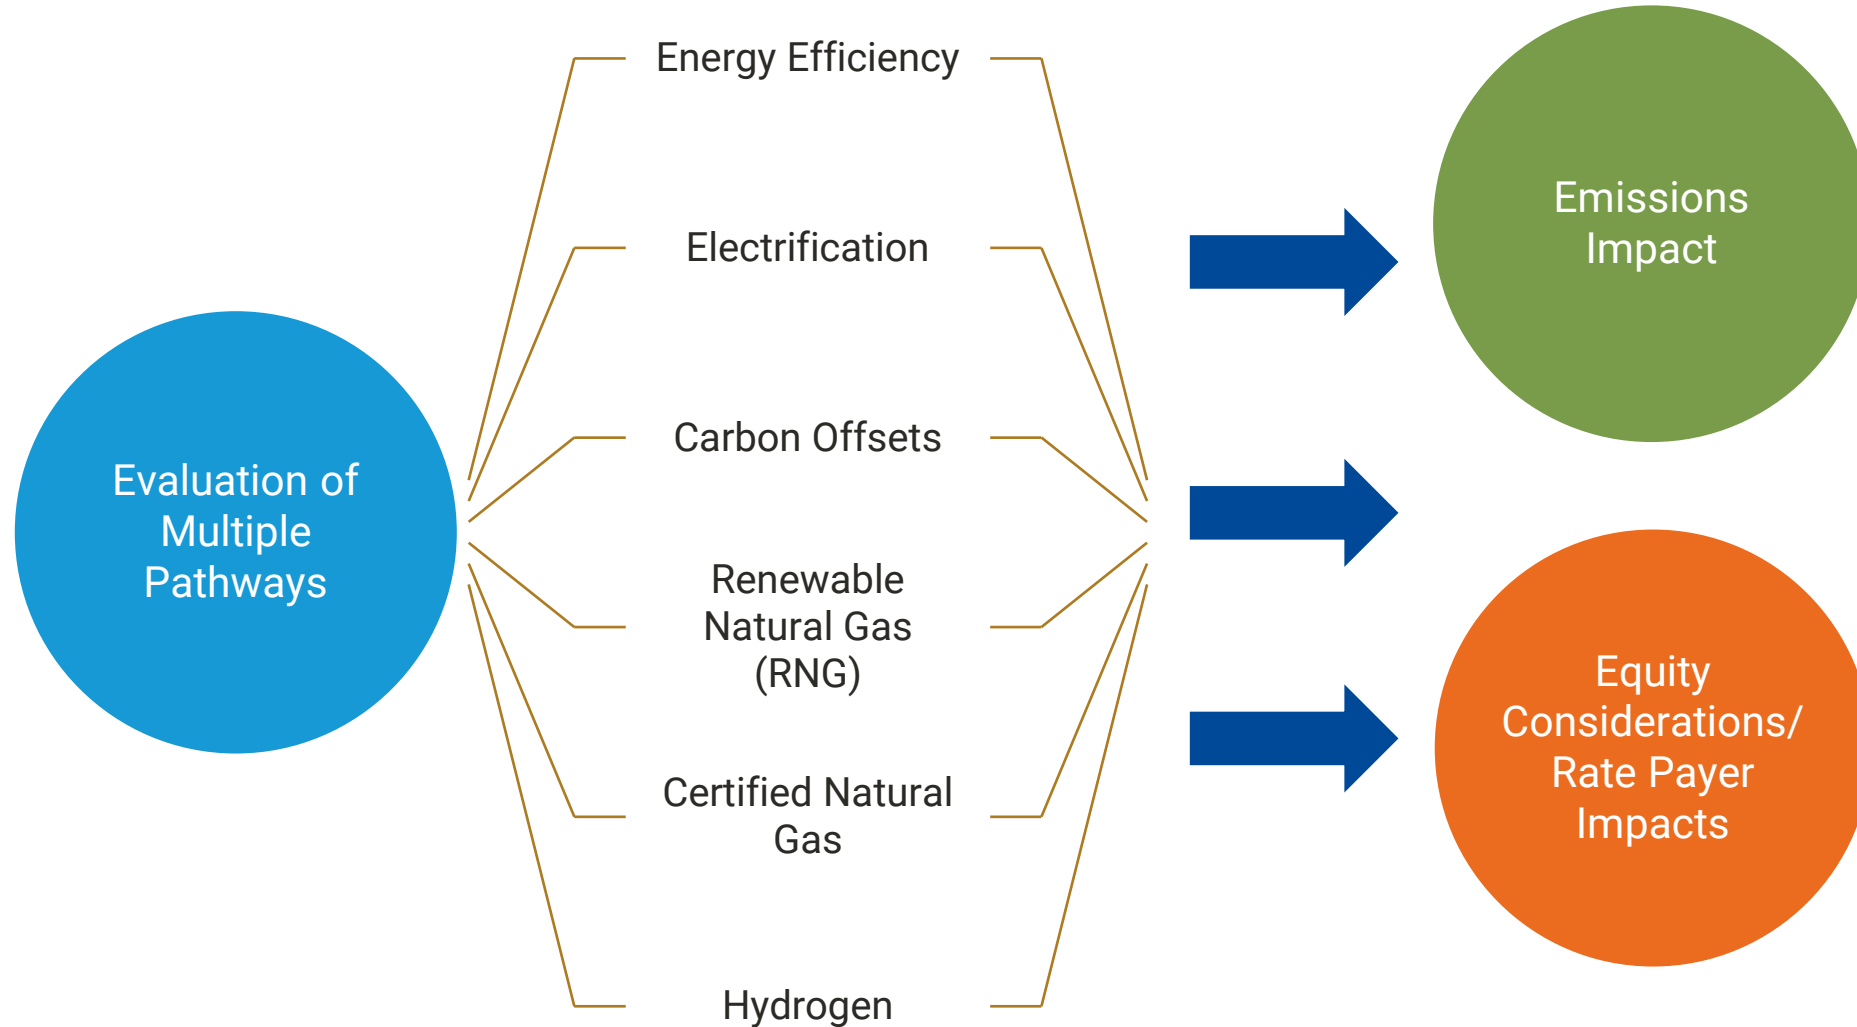 Evaluation of
Multiple
Pathways
Energy Efficiency
Electrification
Carbon Offsets
Renewable
Natural Gas
(RNG)
Certified Natural
Gas
Hydrogen
Emissions
Impact
Equity
Considerations/
Rate Payer
Impacts